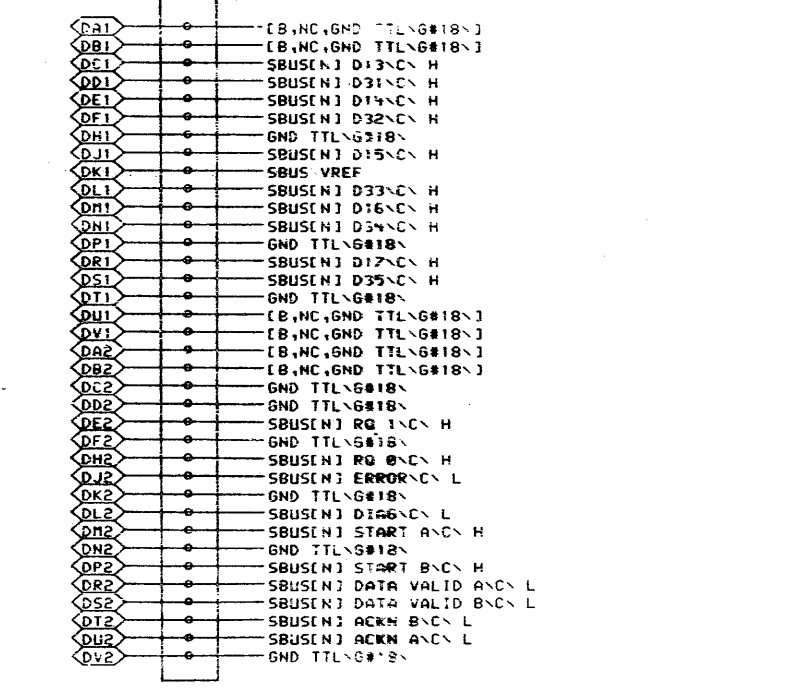 DA1 [B,NC,GND TTL\G#18\]
DB1 [B,NC,GND TTL\G#18\]
DC1 SBUS[N] D13\C\ H
DD1 SBUS[N] D31\C\ H
DE1 SBUS[N] D14\C\ H
DF1 SBUS[N] D32\C\ H
DH1 GND TTL\G#18\
DJ1 SBUS[N] D15\C\ H
DK1 SBUS VREF
DL1 SBUS[N] D33\C\ H
DM1 SBUS[N] D16\C\ H
DN1 SBUS[N] D34\C\ H
DP1 GND TTL\G#18\
DR1 SBUS[N] D17\C\ H
DS1 SBUS[N] D35\C\ H
DT1 GND TTL\G#18\
DU1 [B,NC,GND TTL\G#18\]
DV1 [B,NC,GND TTL\G#18\]
DA2 [B,NC,GND TTL\G#18\]
DB2 [B,NC,GND TTL\G#18\]
DC2 GND TTL\G#18\
DD2 GND TTL\G#18\
DE2 SBUS[N] RQ 1\C\ H
DF2 GND TTL\G#18\
DH2 SBUS[N] RQ 0\C\ H
DJ2 SBUS[N] ERROR\C\ L
DK2 GND TTL\G#18\
DL2 SBUS[N] DIAG\C\ L
DM2 SBUS[N] START A\C\ H
DN2 GND TTL\G#18\
DP2 SBUS[N] START B\C\ H
DR2 SBUS[N] DATA VALID A\C\ L
DS2 SBUS[N] DATA VALID B\C\ L
DT2 SBUS[N] ACKN B\C\ L
DU2 SBUS[N] ACKN A\C\ L
DV2 GND TTL\G#18\